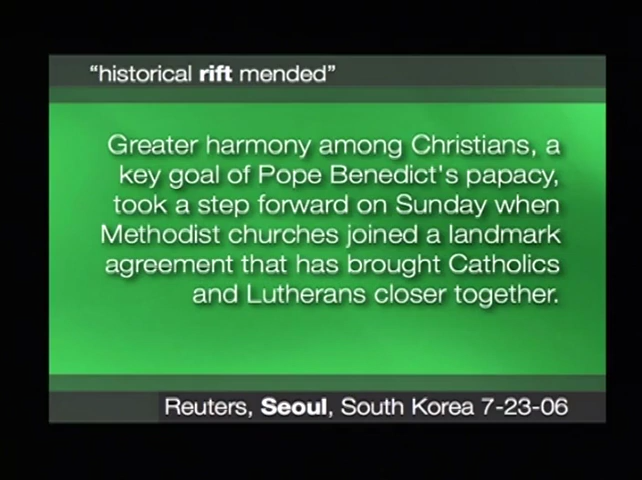 “historical rift mended”
Greater harmony among Christians, a
key goal of Pope Benedict's papacy,
took a step forward on Sunday when
Methodist churches joined a landmark
agreement that has brought Catholics
and Lutherans closer together.
Reuters, Seoul, South Korea 7-23-06